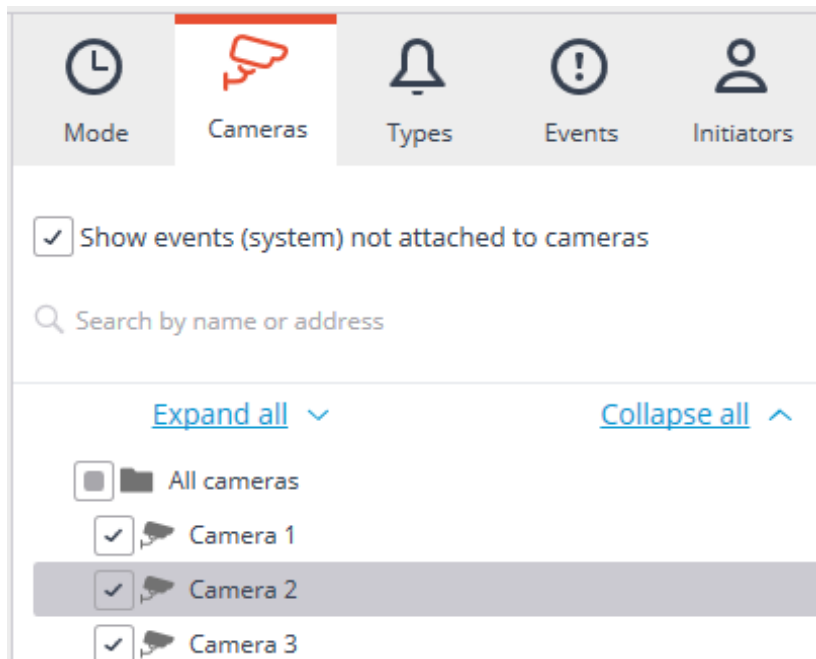 Mode Cameras Types Events Initiators
Show events (system) not attached to cameras
Search by name or address
Expand all Collapse all
All cameras
Camera 1
Camera 2
Camera 3